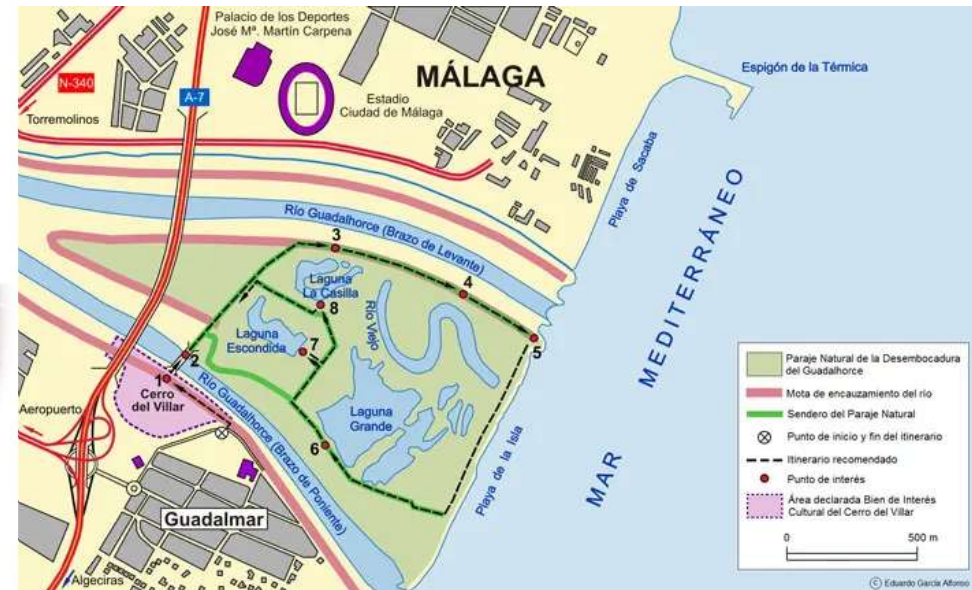 Palacio de los Deportes
José Mª. Martín Carpena
MÁLAGA
Espigón de la Térmica
N-340
A-7
Torremolinos
Estadio
Ciudad de Málaga
Playa de Sacaba
Río Guadalhorce (Brazo de Levante)
3
Laguna
La Casilla
4
8
Río Viejo
Laguna
Escondida
7
5
2
1
Cerro
del Villar
Aeropuerto
Río Guadalhorce (Brazo de Poniente)
Laguna
Grande
6
Playa de la Isla
MAR MEDITERRÁNEO
Guadalmar
Algeciras
Paraje Natural de la Desembocadura
del Guadalhorce
Mota de encauzamiento del río
Sendero del Paraje Natural
Punto de inicio y fin del itinerario
Itinerario recomendado
Punto de interés
Área declarada Bien de Interés
Cultural del Cerro del Villar
0 500 m
© Eduardo García Alfonso